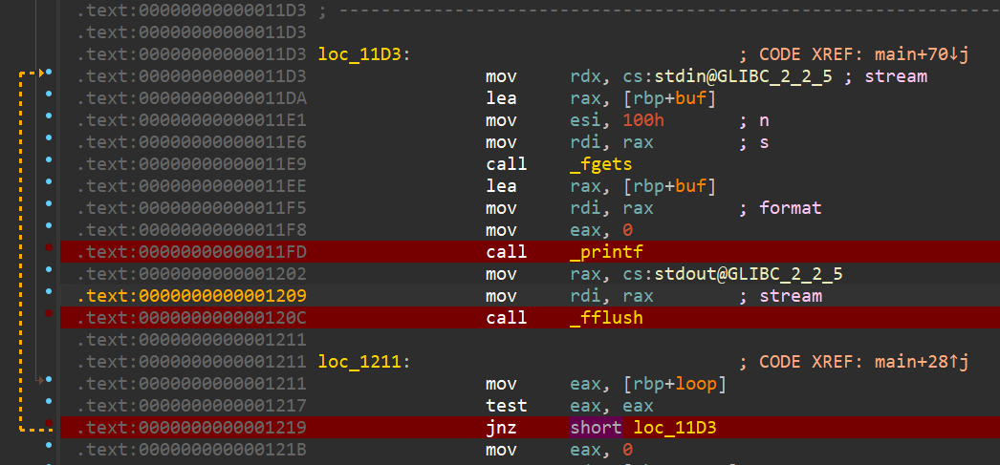 .text:00000000000011D3 ; ---------------------------------------------------------------
.text:00000000000011D3
.text:00000000000011D3 loc_11D3: ; CODE XREF: main+70↓j
.text:00000000000011D3 mov rdx, cs:stdin@GLIBC_2_2_5 ; stream
.text:00000000000011DA lea rax, [rbp+buf]
.text:00000000000011E1 mov esi, 100h ; n
.text:00000000000011E6 mov rdi, rax ; s
.text:00000000000011E9 call _fgets
.text:00000000000011EE lea rax, [rbp+buf]
.text:00000000000011F5 mov rdi, rax ; format
.text:00000000000011F8 mov eax, 0
.text:00000000000011FD call _printf
.text:0000000000001202 mov rax, cs:stdout@GLIBC_2_2_5
.text:0000000000001209 mov rdi, rax ; stream
.text:000000000000120C call _fflush
.text:0000000000001211
.text:0000000000001211 loc_1211: ; CODE XREF: main+28↑j
.text:0000000000001211 mov eax, [rbp+loop]
.text:0000000000001217 test eax, eax
.text:0000000000001219 jnz short loc_11D3
.text:000000000000121B mov eax, 0